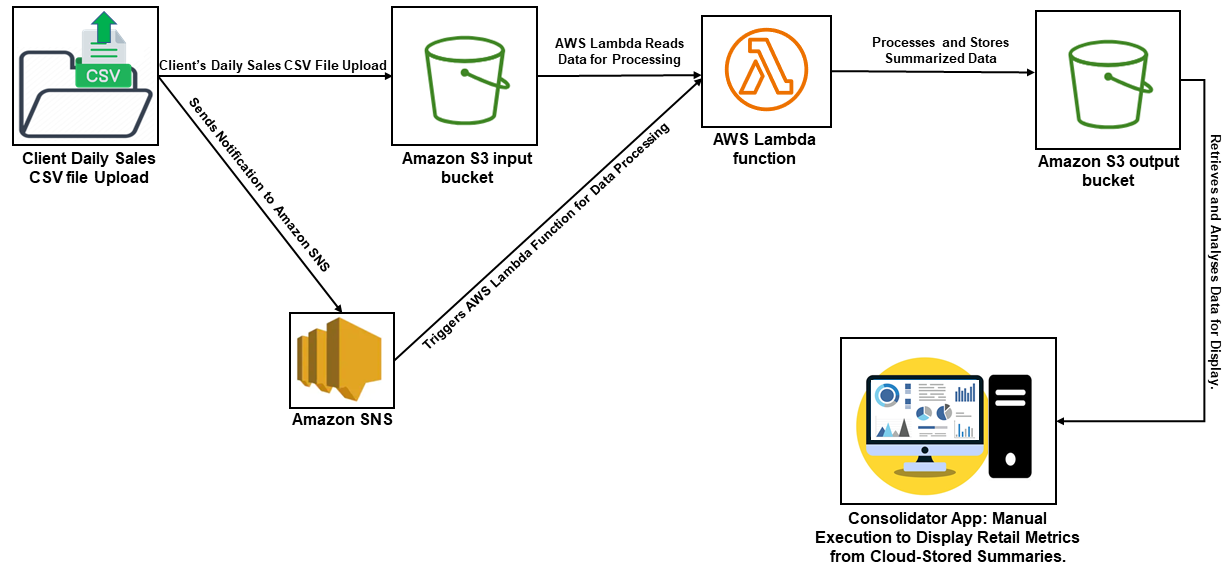 CSV
Client's Daily Sales CSV File Upload
AWS Lambda Reads
Data for Processing
Processes and Stores
Summarized Data
Client Daily Sales
CSV file Upload
Amazon S3 input
bucket
AWS Lambda
function
Amazon S3 output
bucket
Sends Notification to Amazon SNS
Triggers AWS Lambda Function for Data Processing
Retrieves and Analyses Data for Display.
Amazon SNS
Consolidator App: Manual
Execution to Display Retail Metrics
from Cloud-Stored Summaries.